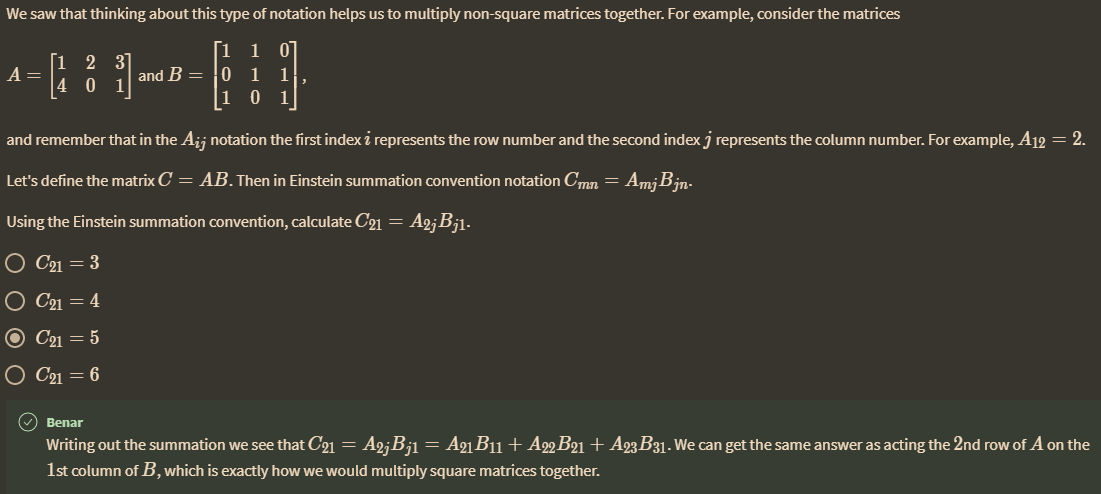 We saw that thinking about this type of notation helps us to multiply non-square matrices together. For example, consider the matrices
A = [1 2 3; 4 0 1] and B = [1 1 0; 0 1 1; 1 0 1],
and remember that in the A_{ij} notation the first index i represents the row number and the second index j represents the column number. For example, A_{12} = 2.
Let's define the matrix C = AB. Then in Einstein summation convention notation C_{mn} = A_{mj}B_{jn}.
Using the Einstein summation convention, calculate C_{21} = A_{2j}B_{j1}.
C_{21} = 3
C_{21} = 4
C_{21} = 5
C_{21} = 6
Benar
Writing out the summation we see that C_{21} = A_{2j}B_{j1} = A_{21}B_{11} + A_{22}B_{21} + A_{23}B_{31}. We can get the same answer as acting the 2nd row of A on the
1st column of B, which is exactly how we would multiply square matrices together.